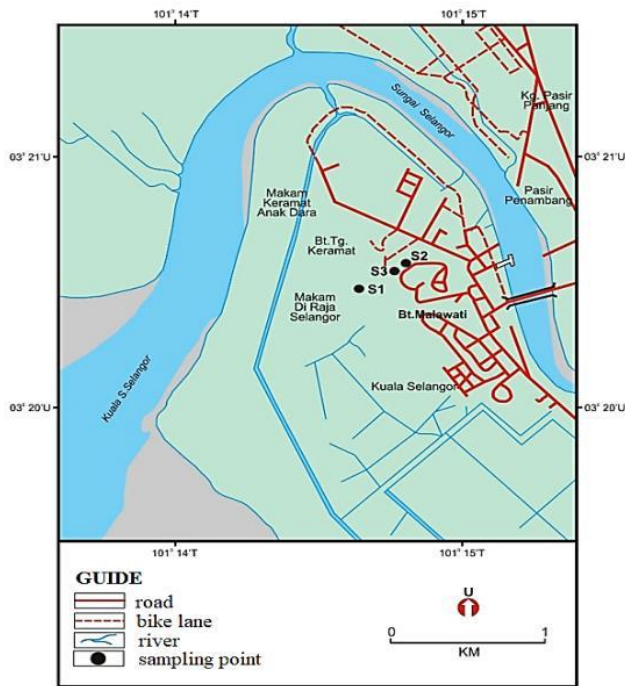 101° 14'
101° 15'
Sungai Selangor
Kg. Pasir
Panjang
03° 21'U
03° 21'U
Pasir
Penambang
Makam
Keramat
Anak Dara
Bt.Tg.
Keramat
S2
S3
S1
Makam
Di Raja
Selangor
Bt.Malawati
Kuala Selangor
Kuala S.Selangor
03° 20'U
03° 20'U
101° 14'T
101° 15'T
GUIDE
road
bike lane
river
sampling point
U
0
1
KM